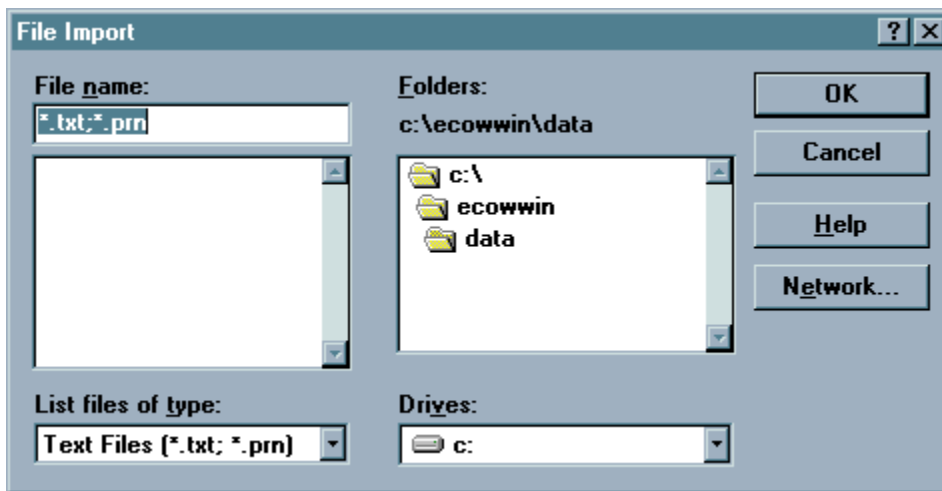 File Import
File name:
*.txt;*.prn
Folders:
c:\ecowwin\data
c:\
ecowwin
data
OK
Cancel
Help
Network...
List files of type:
Text Files (*.txt; *.prn)
Drives:
c: